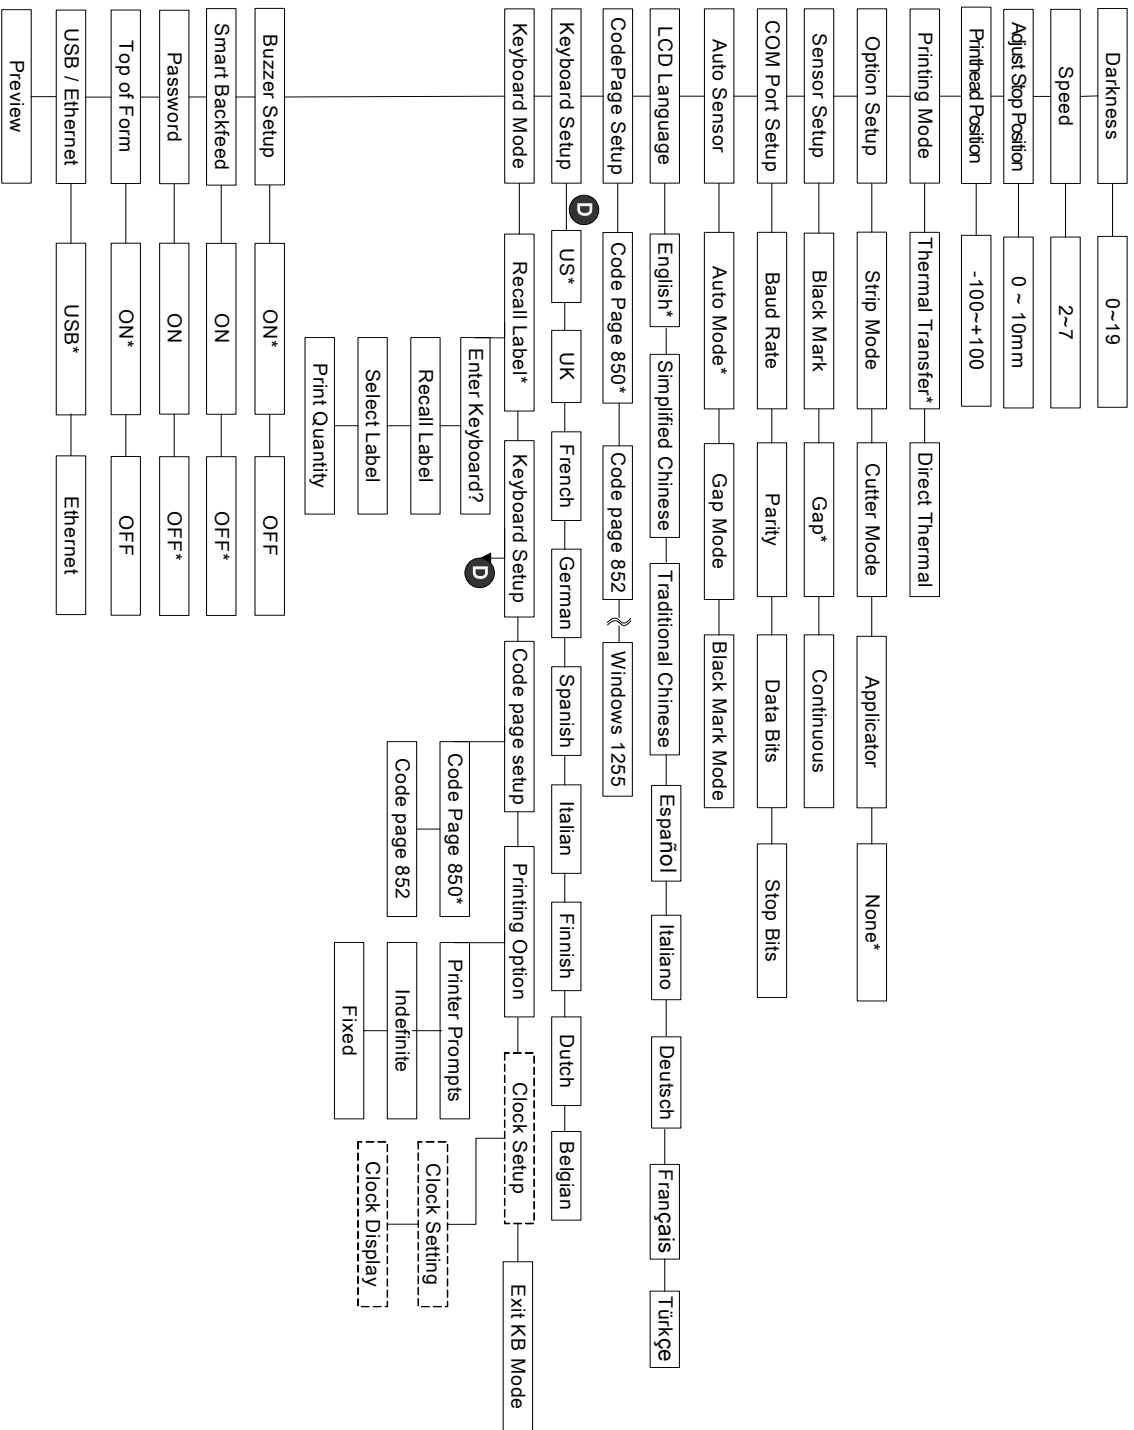 Darkness
0~19
Speed
2~7
Adjust Stop Position
0 ~ 10mm
Printhead Position
-100~+100
Printing Mode
Thermal Transfer*
Direct Thermal
Option Setup
Strip Mode
Cutter Mode
Applicator
None*
Sensor Setup
Black Mark
Gap*
Continuous
COM Port Setup
Baud Rate
Parity
Data Bits
Stop Bits
Auto Sensor
Auto Mode*
Gap Mode
Black Mark Mode
LCD Language
English*
Simplified Chinese
Traditional Chinese
Español
Italiano
Deutsch
Français
Türkçe
CodePage Setup
Code Page 850*
Code page 852
Windows 1255
Keyboard Setup
D
US*
UK
French
German
Spanish
Italian
Finnish
Dutch
Belgian
Keyboard Mode
Recall Label*
Keyboard Setup
Code page setup
Printing Option
Clock Setup
Exit KB Mode
Enter Keyboard?
Recall Label
Select Label
Print Quantity
D
Code Page 850*
Code page 852
Printer Prompts
Indefinite
Fixed
Clock Setting
Clock Display
Buzzer Setup
ON*
OFF
Smart Backfeed
ON
OFF*
Password
ON
OFF*
Top of Form
ON*
OFF
USB / Ethernet
USB*
Ethernet
Preview